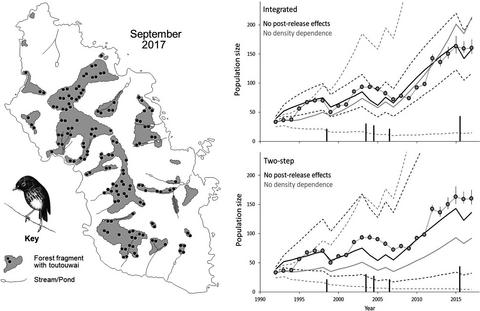 September
2017
Key
Forest fragment
with toutouwai
Stream/Pond
Integrated
No post-release effects
No density dependence
Population size
200
150
100
50
0
Two-step
No post-release effects
No density dependence
Population size
200
150
100
50
0
1990
1995
2000
2005
2010
2015
Year